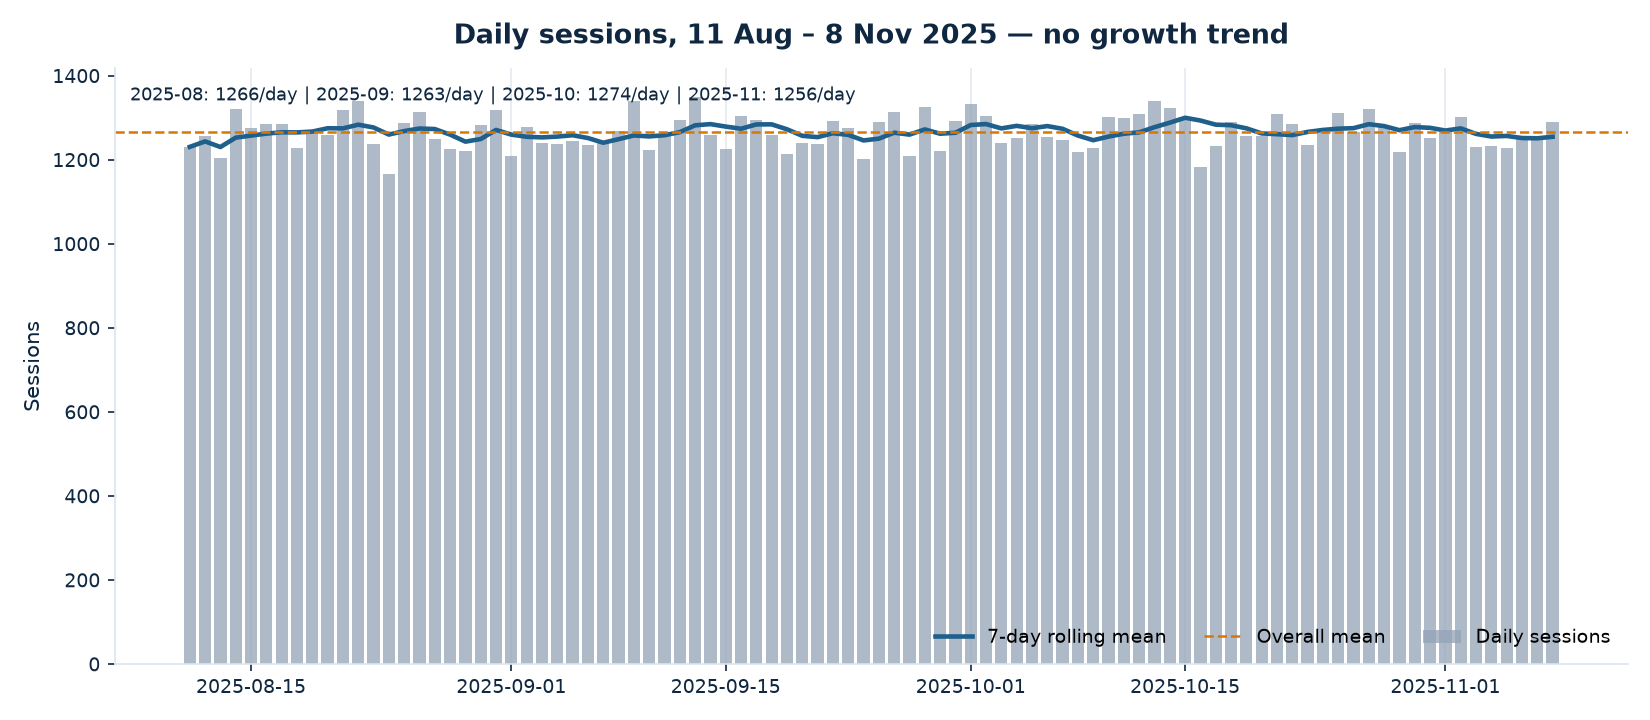 Daily sessions, 11 Aug – 8 Nov 2025 — no growth trend
1400
2025-08: 1266/day | 2025-09: 1263/day | 2025-10: 1274/day | 2025-11: 1256/day
1200
1000
800
Sessions
600
400
200
7-day rolling mean
Overall mean
Daily sessions
0
2025-08-15
2025-09-01
2025-09-15
2025-10-01
2025-10-15
2025-11-01